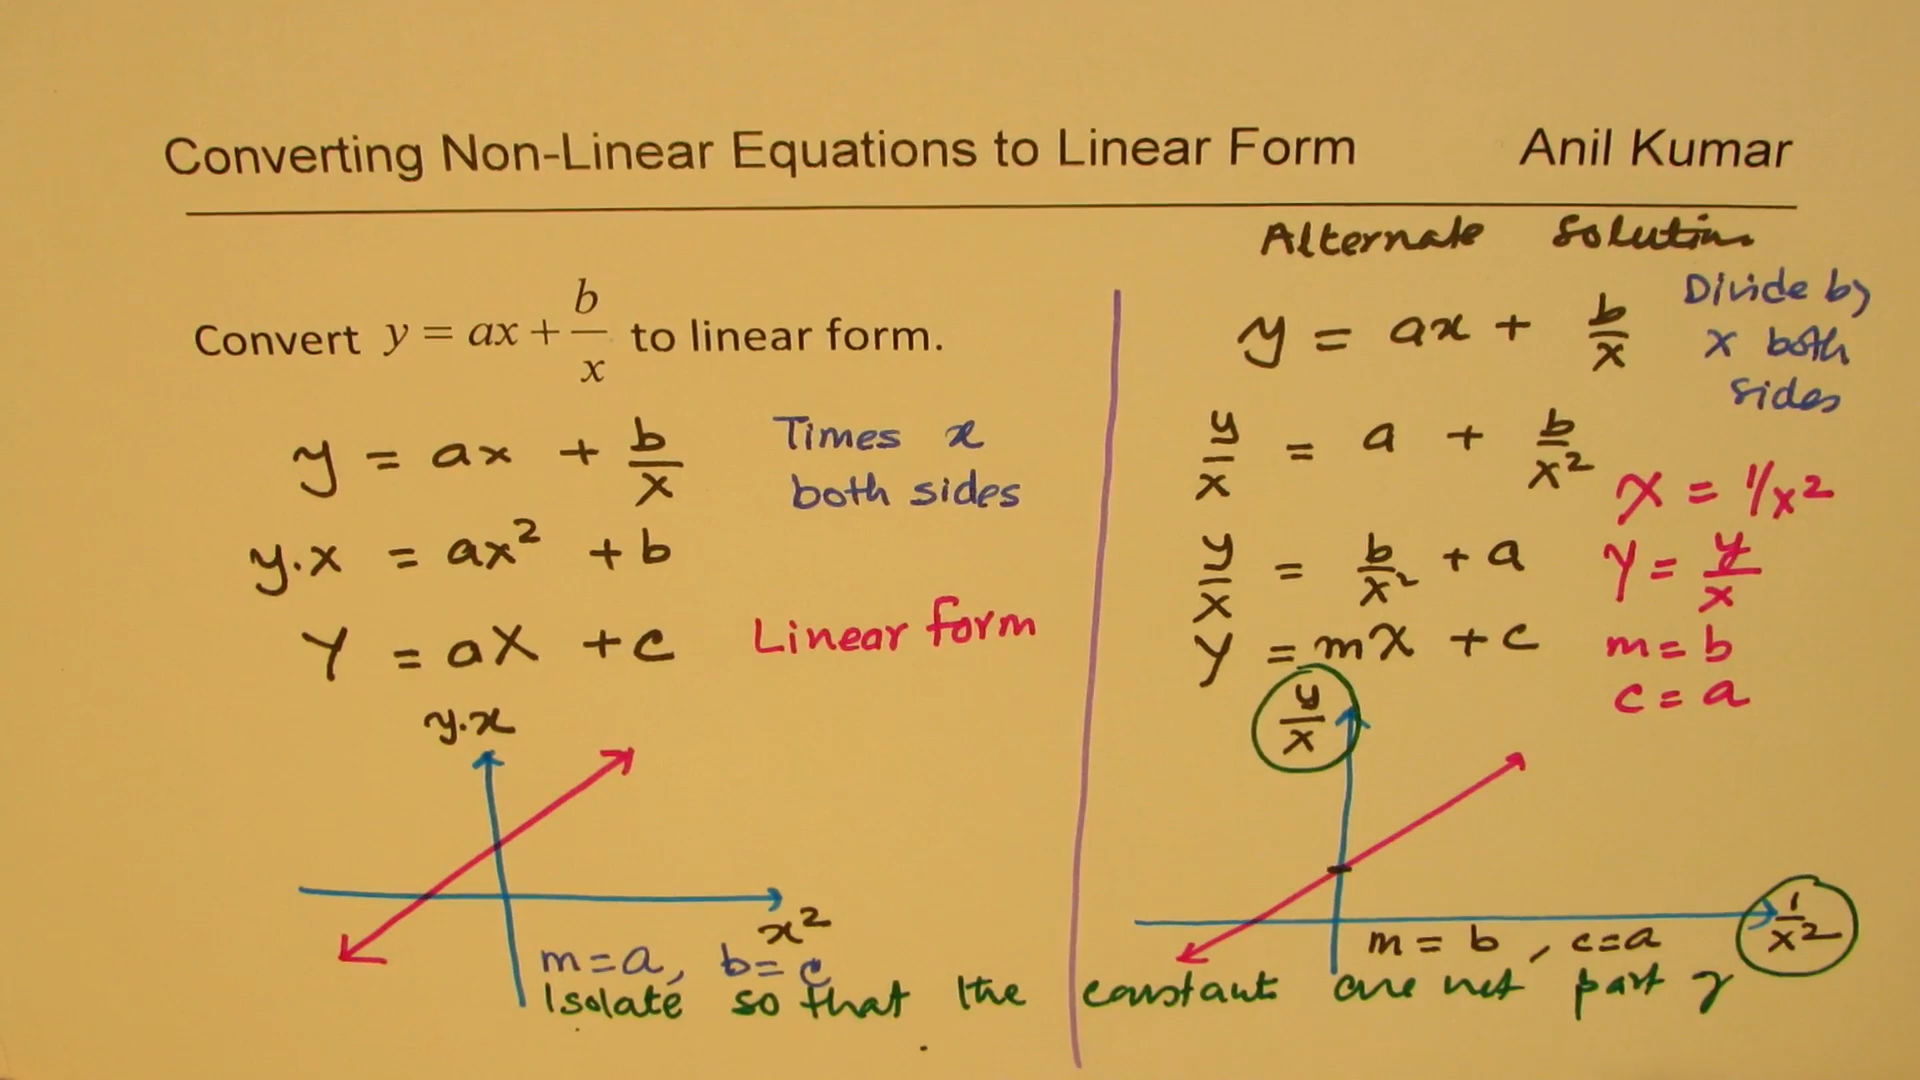 Converting Non-Linear Equations to Linear Form Anil Kumar
Convert y = ax + b/x to linear form.
y = ax + b/x Times x
both sides
y.x = ax² + b
Y = aX + c Linear form
y.x
x²
m = a, b = c
Alternate Solution
y = ax + b/x Divide by
x both
sides
y/x = a + b/x²
X = 1/x²
y/x = b/x² + a Y = y/x
Y = mX + c m = b
c = a
y/x
1/x²
m = b, c = a
Isolate so that the constants are not part